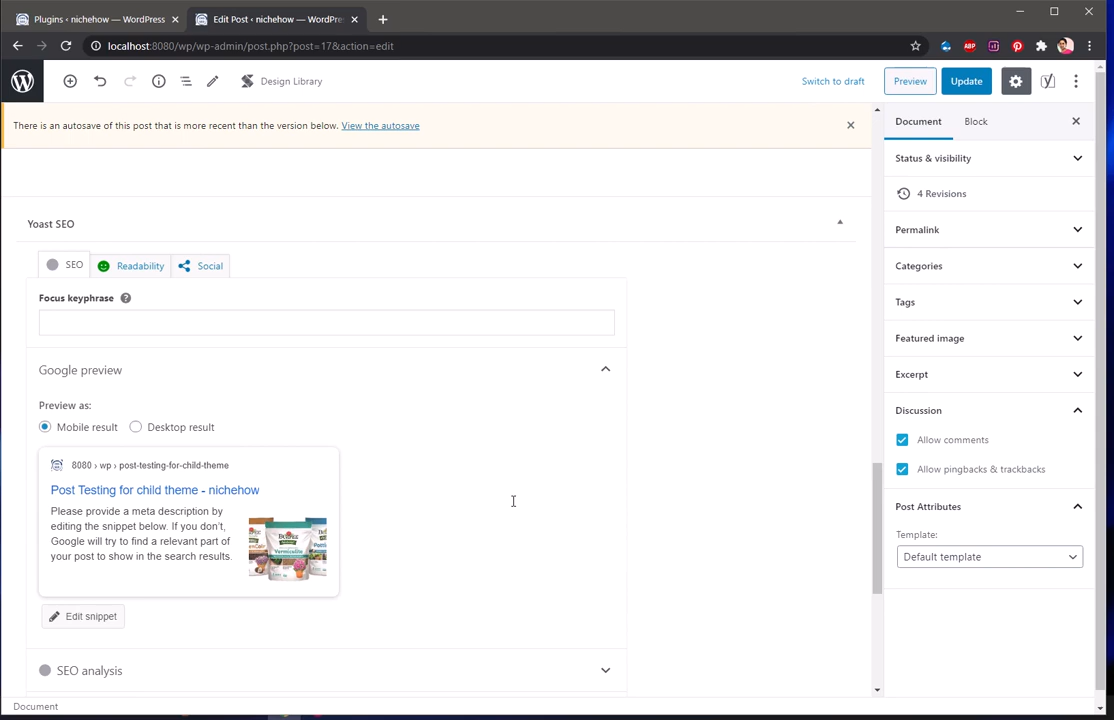 Plugins ‹ nichehow — WordPress
Edit Post ‹ nichehow — WordPres
localhost:8080/wp/wp-admin/post.php?post=17&action=edit
ABP
Design Library
Switch to draft
Preview
Update
There is an autosave of this post that is more recent than the version below. View the autosave
Document
Block
Status & visibility
4 Revisions
Permalink
Categories
Tags
Featured image
Excerpt
Discussion
Allow comments
Allow pingbacks & trackbacks
Post Attributes
Template:
Default template
Yoast SEO
SEO
Readability
Social
Focus keyphrase
Google preview
Preview as:
Mobile result
Desktop result
8080 › wp › post-testing-for-child-theme
Post Testing for child theme - nichehow
Please provide a meta description by
editing the snippet below. If you don't,
Google will try to find a relevant part of
your post to show in the search results.
Vermiculite
Edit snippet
SEO analysis
Document